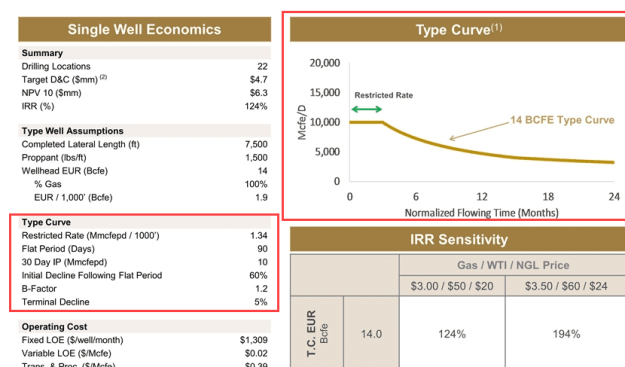 Single Well Economics
Summary
Drilling Locations 22
Target D&C ($mm) (2) $4.7
NPV 10 ($mm) $6.3
IRR (%) 124%
Type Well Assumptions
Completed Lateral Length (ft) 7,500
Proppant (lbs/ft) 1,500
Wellhead EUR (Bcfe) 14
% Gas 100%
EUR / 1,000' (Bcfe) 1.9
Type Curve
Restricted Rate (Mmcfepd / 1000') 1.34
Flat Period (Days) 90
30 Day IP (Mmcfepd) 10
Initial Decline Following Flat Period 60%
B-Factor 1.2
Terminal Decline 5%
Operating Cost
Fixed LOE ($/well/month) $1,309
Variable LOE ($/Mcfe) $0.02
Trans. & Proc. ($/Mcfe) $0.39
Type Curve(1)
20,000
15,000
10,000
5,000
0
Mcfe/D
Restricted Rate
14 BCFE Type Curve
0 6 12 18 24
Normalized Flowing Time (Months)
IRR Sensitivity
Gas / WTI / NGL Price
$3.00 / $50 / $20 $3.50 / $60 / $24
T.C. EUR
Bcfe
14.0 124% 194%